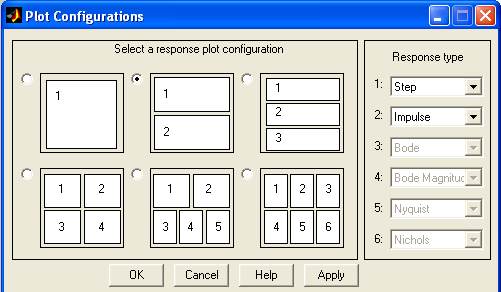 Plot Configurations
Select a response plot configuration
1
1
2
1
2
3
1 2
3 4
1 2
3 4 5
1 2 3
4 5 6
Response type
1: Step
2: Impulse
3: Bode
4: Bode Magnituc
5: Nyquist
6: Nichols
OK Cancel Help Apply